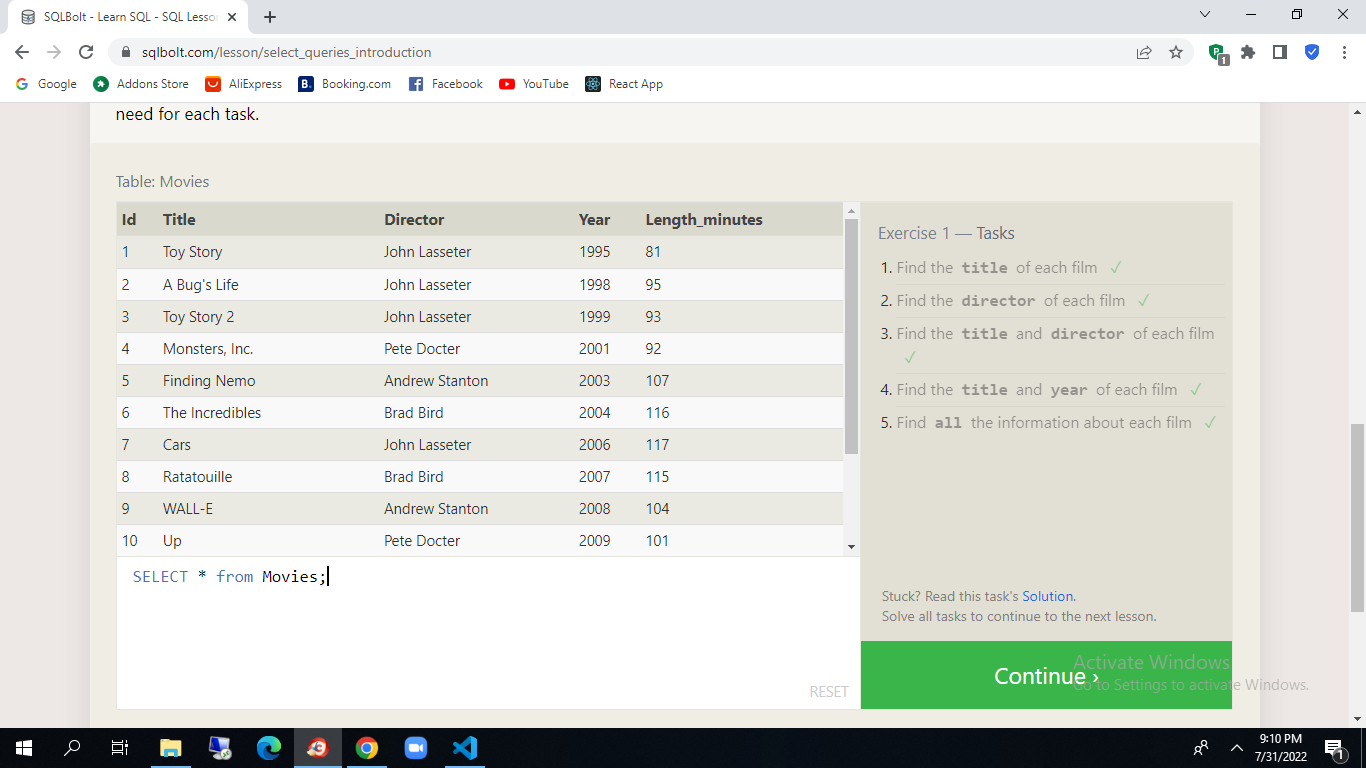 SQLBolt - Learn SQL - SQL Lesson
sqlbolt.com/lesson/select_queries_introduction
1
Google
Addons Store
AliExpress
B.
Booking.com
Facebook
YouTube
React App
need for each task.
Table: Movies
Id Title Director Year Length_minutes
1 Toy Story John Lasseter 1995 81
2 A Bug's Life John Lasseter 1998 95
3 Toy Story 2 John Lasseter 1999 93
4 Monsters, Inc. Pete Docter 2001 92
5 Finding Nemo Andrew Stanton 2003 107
6 The Incredibles Brad Bird 2004 116
7 Cars John Lasseter 2006 117
8 Ratatouille Brad Bird 2007 115
9 WALL-E Andrew Stanton 2008 104
10 Up Pete Docter 2009 101
SELECT * from Movies;
RESET
Exercise 1 — Tasks
1. Find the title of each film ✓
2. Find the director of each film ✓
3. Find the title and director of each film
✓
4. Find the title and year of each film ✓
5. Find all the information about each film ✓
Stuck? Read this task's Solution.
Solve all tasks to continue to the next lesson.
Continue ›
Activate Windows
Go to Settings to activate Windows.
9:10 PM
7/31/2022
1